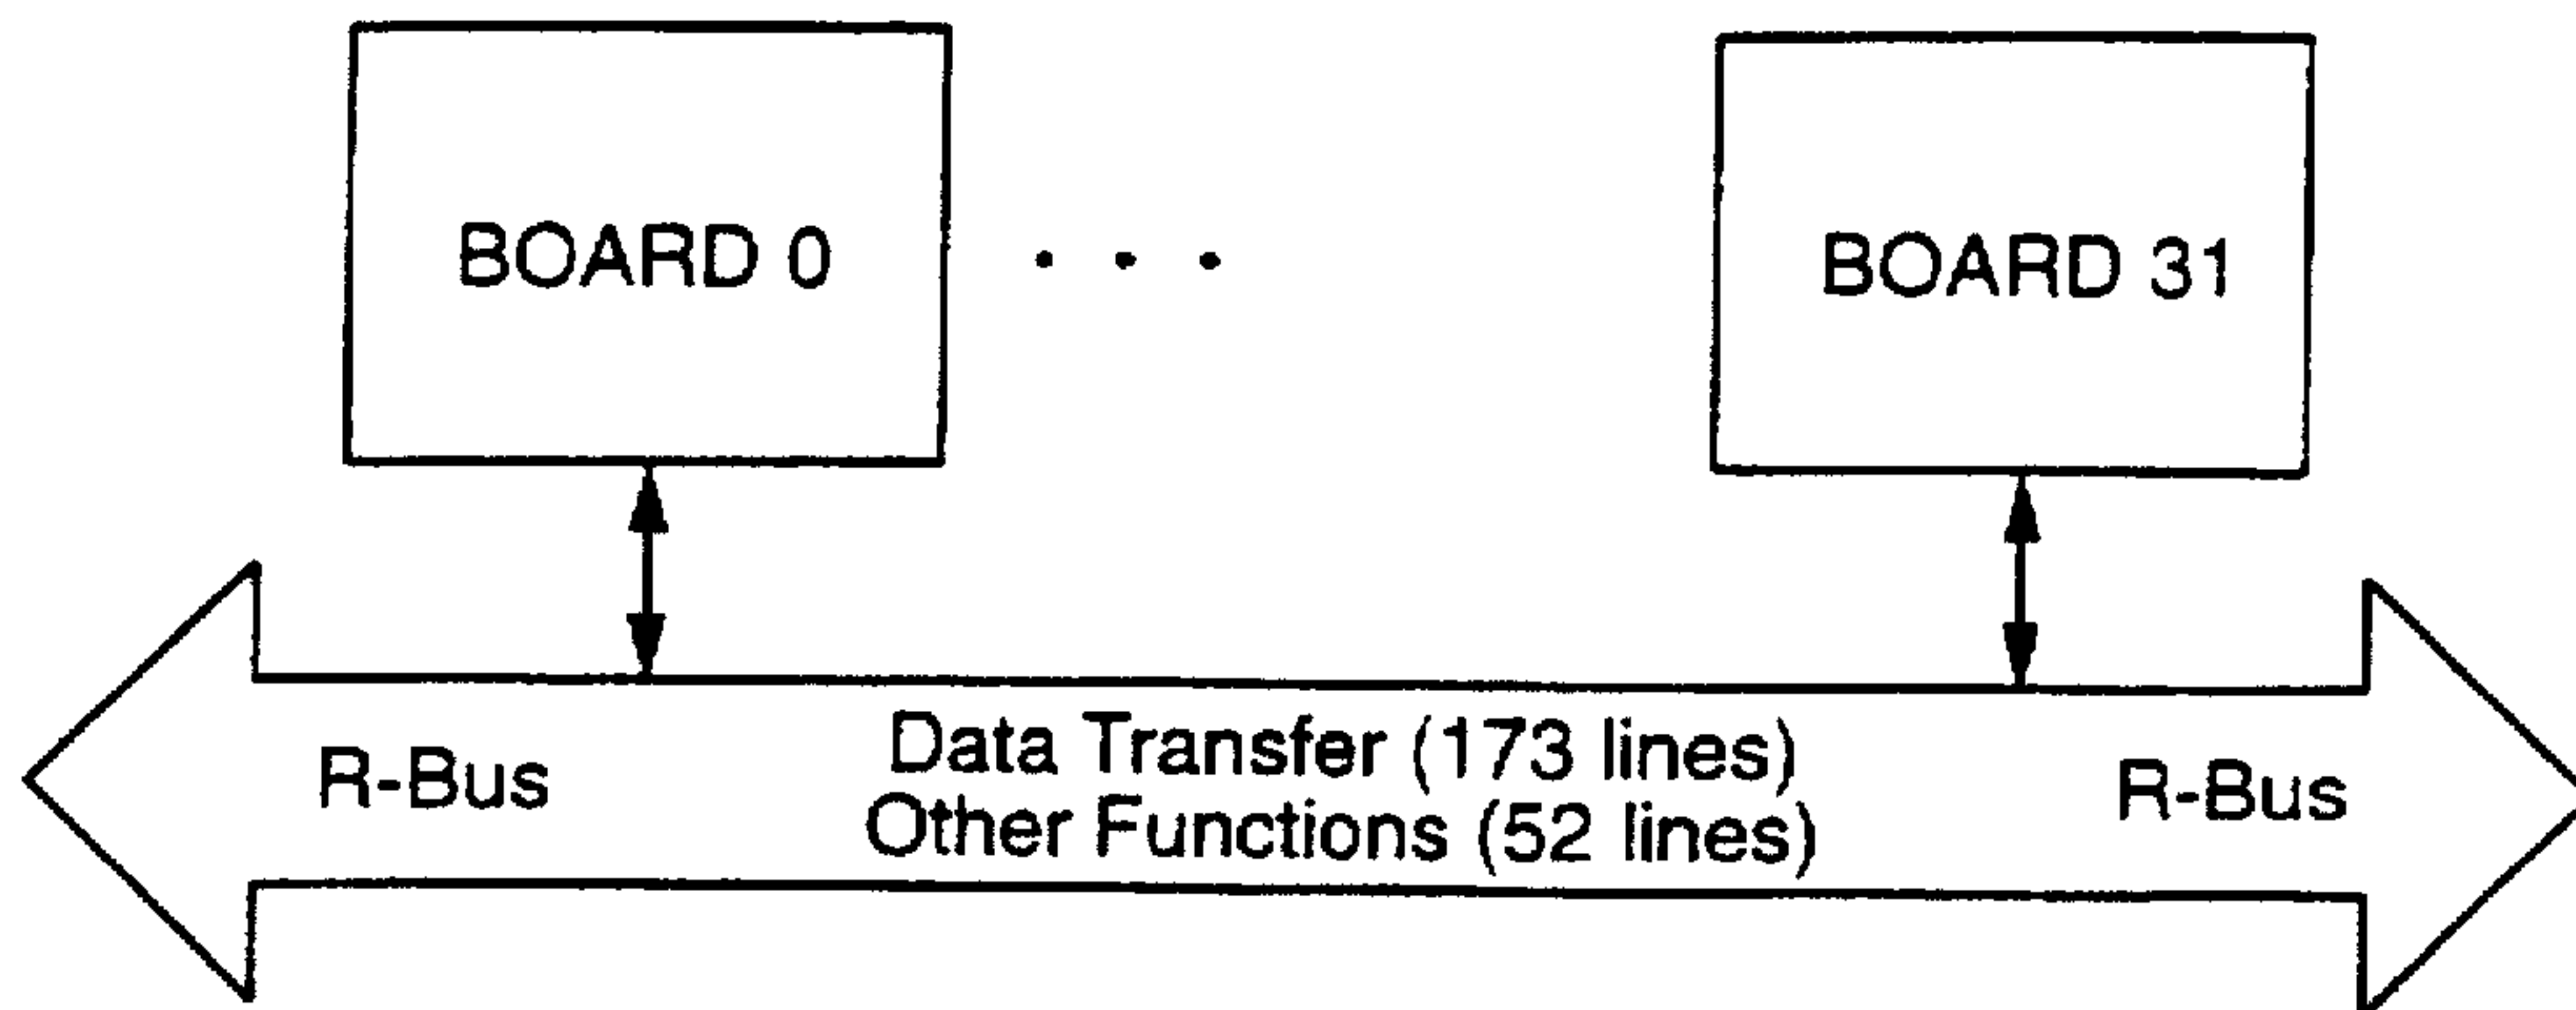 BOARD 0 . . . BOARD 31
Data Transfer (173 lines)
R-Bus
Other Functions (52 lines)
R-Bus